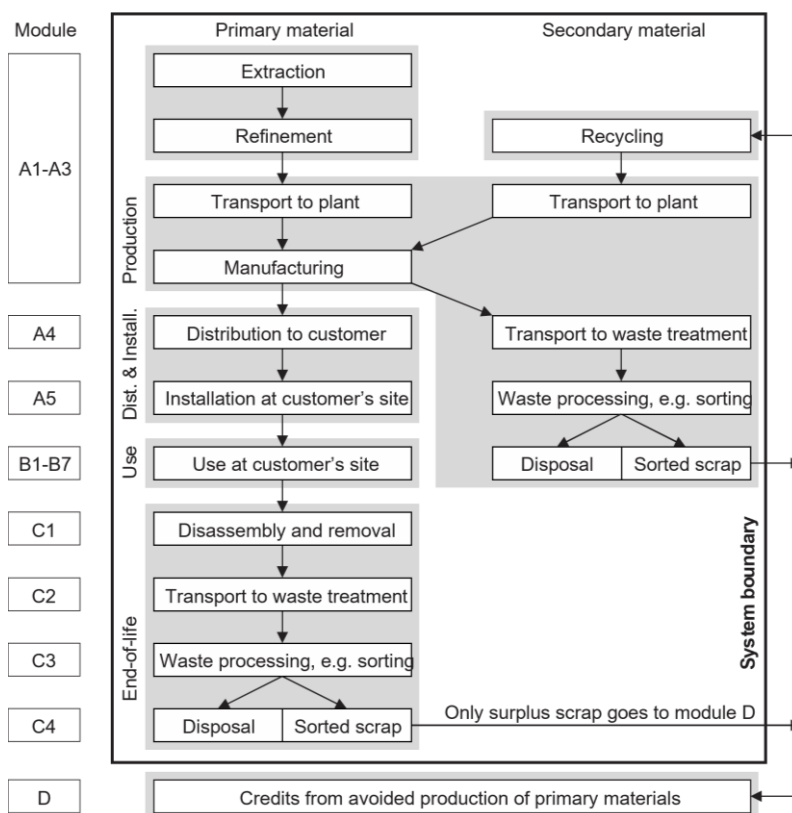 Module
Primary material
Secondary material
Extraction
Refinement
Recycling
A1-A3
Transport to plant
Transport to plant
Manufacturing
Production
A4
Distribution to customer
Transport to waste treatment
A5
Installation at customer's site
Waste processing, e.g. sorting
Dist. & Install.
B1-B7
Use at customer's site
Disposal
Sorted scrap
Use
C1
Disassembly and removal
C2
Transport to waste treatment
C3
Waste processing, e.g. sorting
End-of-life
System boundary
C4
Disposal
Sorted scrap
Only surplus scrap goes to module D
D
Credits from avoided production of primary materials